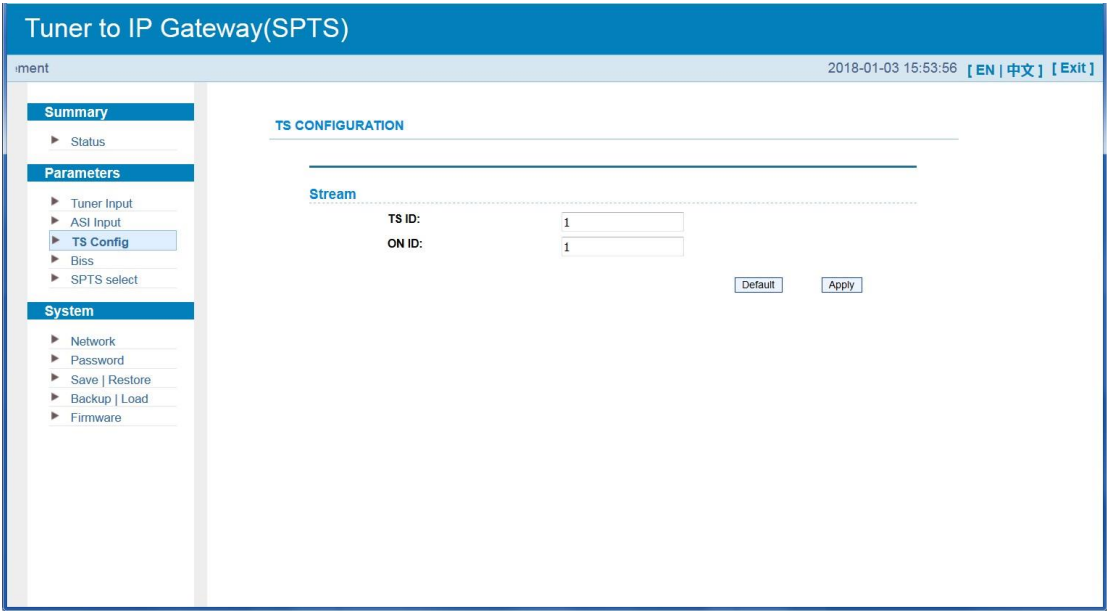 Tuner to IP Gateway(SPTS)
ment 2018-01-03 15:53:56 [ EN | 中文 ] [ Exit ]
Summary
Status
Parameters
Tuner Input
ASI Input
TS Config
Biss
SPTS select
System
Network
Password
Save | Restore
Backup | Load
Firmware
TS CONFIGURATION
Stream
TS ID: 1
ON ID: 1
Default Apply